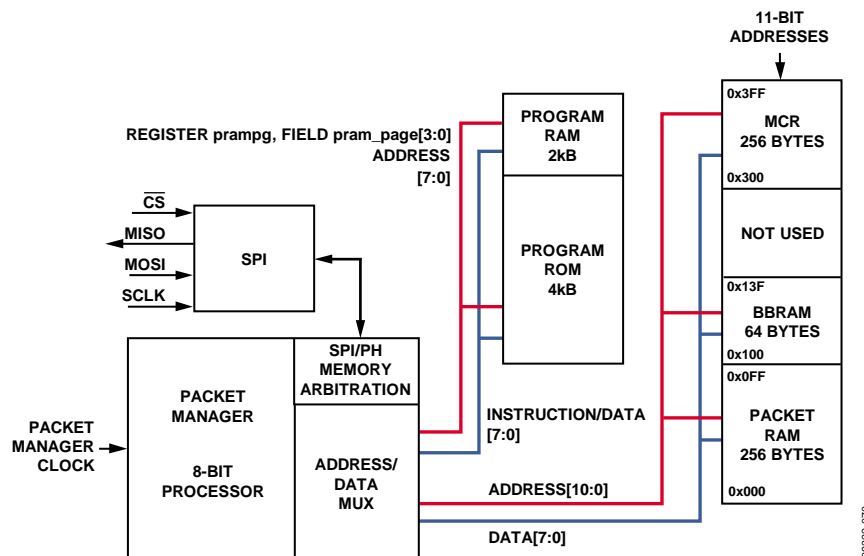 11-BIT
ADDRESSES
0x3FF
MCR
256 BYTES
0x300
NOT USED
0x13F
BBRAM
64 BYTES
0x100
0x0FF
PACKET
RAM
256 BYTES
0x000
REGISTER prampg, FIELD pram_page[3:0]
ADDRESS
[7:0]
PROGRAM
RAM
2kB
PROGRAM
ROM
4kB
CS
MISO
MOSI
SCLK
SPI
SPI/PH
MEMORY
ARBITRATION
PACKET
MANAGER
8-BIT
PROCESSOR
PACKET
MANAGER
CLOCK
ADDRESS/
DATA
MUX
INSTRUCTION/DATA
[7:0]
ADDRESS[10:0]
DATA[7:0]